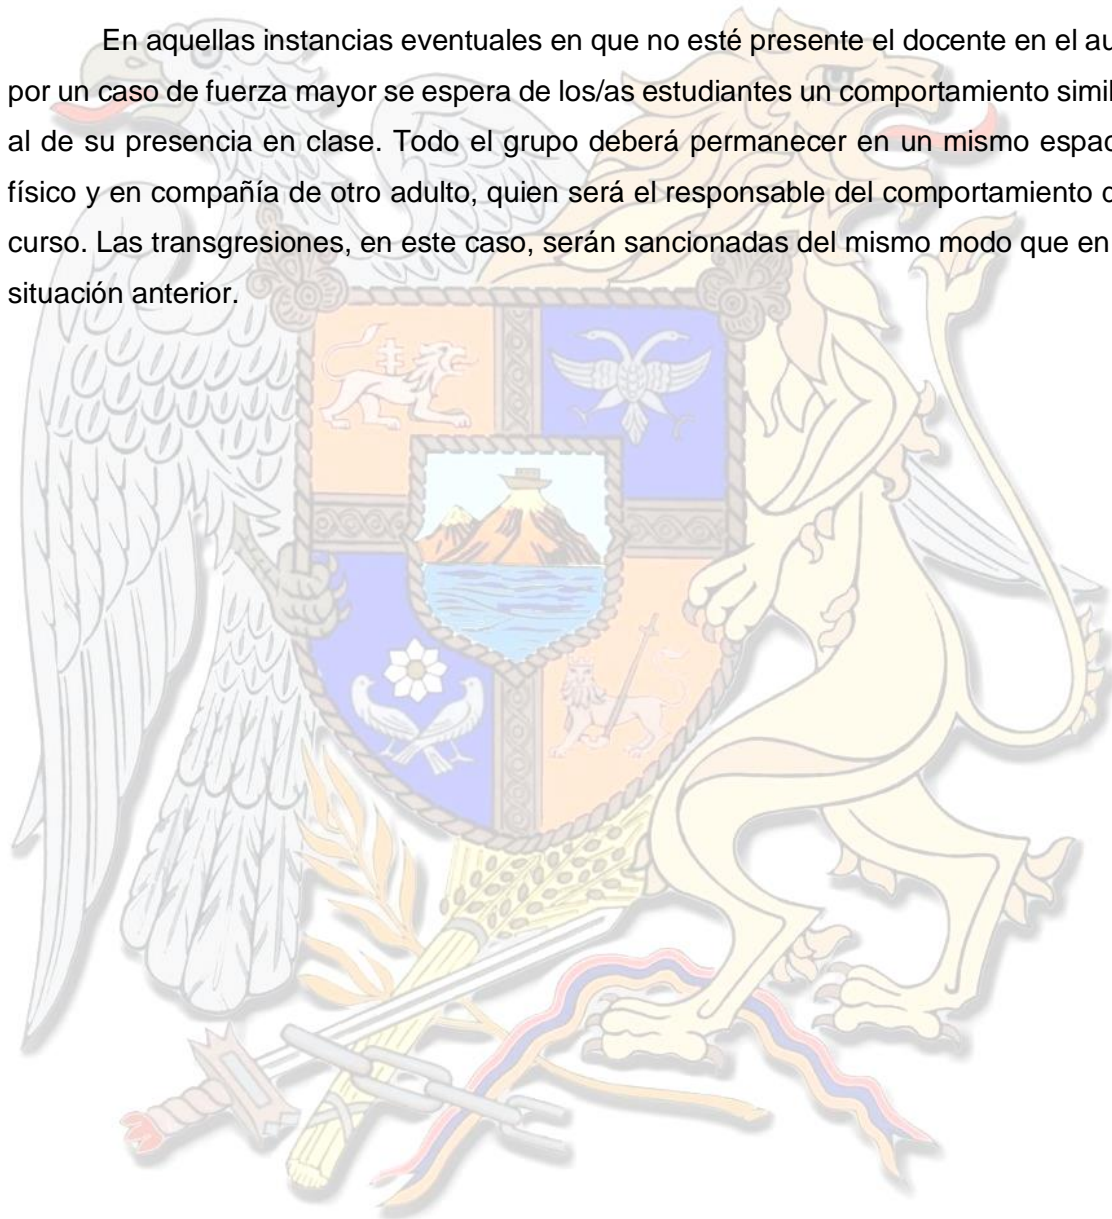 En aquellas instancias eventuales en que no esté presente el docente en el au
por un caso de fuerza mayor se espera de los/as estudiantes un comportamiento simil
al de su presencia en clase. Todo el grupo deberá permanecer en un mismo espac
físico y en compañía de otro adulto, quien será el responsable del comportamiento
curso. Las transgresiones, en este caso, serán sancionadas del mismo modo que en
situación anterior.